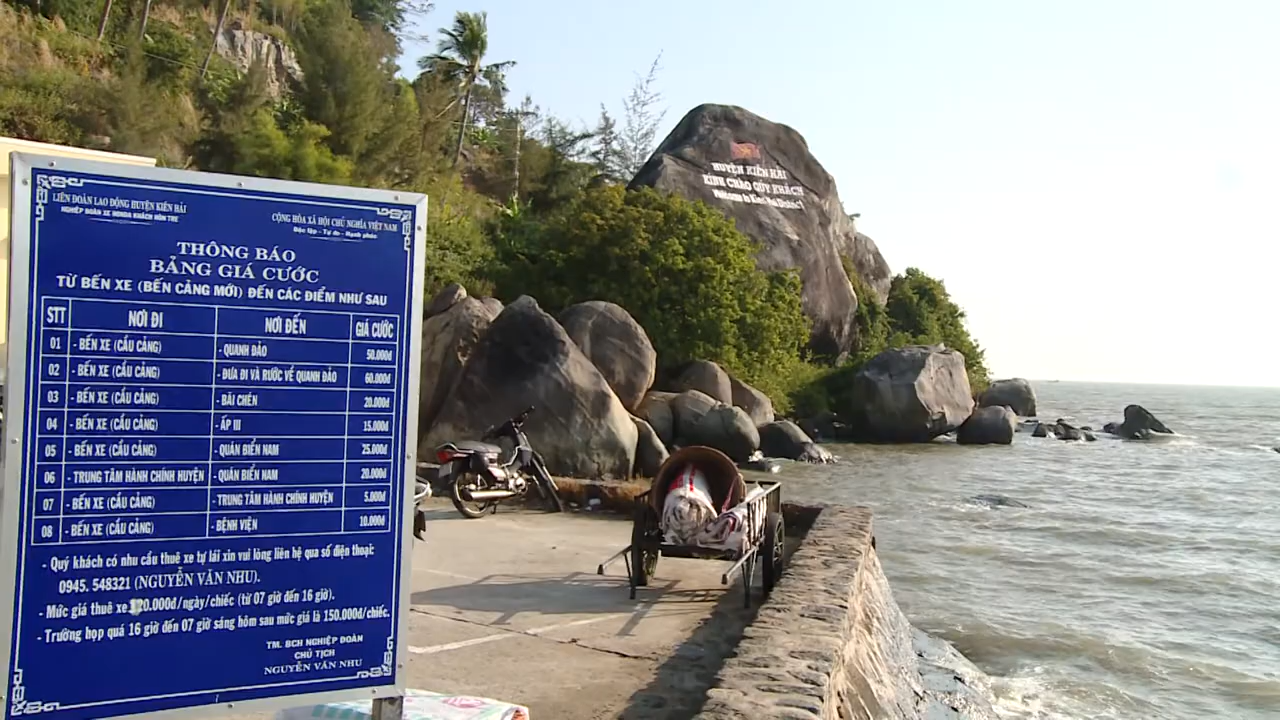 LIÊN ĐOÀN LAO ĐỘNG HUYỆN KIÊN HẢI
NGHIỆP ĐOÀN XE HONDA KHÁCH HÒN TRE
CỘNG HÒA XÃ HỘI CHỦ NGHĨA VIỆT NAM
Độc lập - Tự do - Hạnh phúc
THÔNG BÁO
BẢNG GIÁ CƯỚC
TỪ BẾN XE (BẾN CẢNG MỚI) ĐẾN CÁC ĐIỂM NHƯ SAU
STT NƠI ĐI NƠI ĐẾN GIÁ CƯỚC
01 - BẾN XE (CẦU CẢNG) - QUANH ĐẢO 50.000đ
02 - BẾN XE (CẦU CẢNG) - ĐƯA ĐI VÀ RƯỚC VỀ QUANH ĐẢO 60.000đ
03 - BẾN XE (CẦU CẢNG) - BÃI CHÉN 20.000đ
04 - BẾN XE (CẦU CẢNG) - ẤP III 15.000đ
05 - BẾN XE (CẦU CẢNG) - QUÁN BIỂN NAM 25.000đ
06 - TRUNG TÂM HÀNH CHÍNH HUYỆN - QUÁN BIỂN NAM 20.000đ
07 - BẾN XE (CẦU CẢNG) - TRUNG TÂM HÀNH CHÍNH HUYỆN 5.000đ
08 - BẾN XE (CẦU CẢNG) - BỆNH VIỆN 10.000đ
- Quý khách có nhu cầu thuê xe tự lái xin vui lòng liên hệ qua số điện thoại:
0945. 548321 (NGUYỄN VĂN NHU).
- Mức giá thuê xe 120.000đ/ngày/chiếc (từ 07 giờ đến 16 giờ).
- Trường hợp quá 16 giờ đến 07 giờ sáng hôm sau mức giá là 150.000đ/chiếc.
TM. BCH NGHIỆP ĐOÀN
CHỦ TỊCH
NGUYỄN VĂN NHU
HUYỆN KIÊN HẢI
KÍNH CHÀO QUÝ KHÁCH
Welcome to Kien Hai District